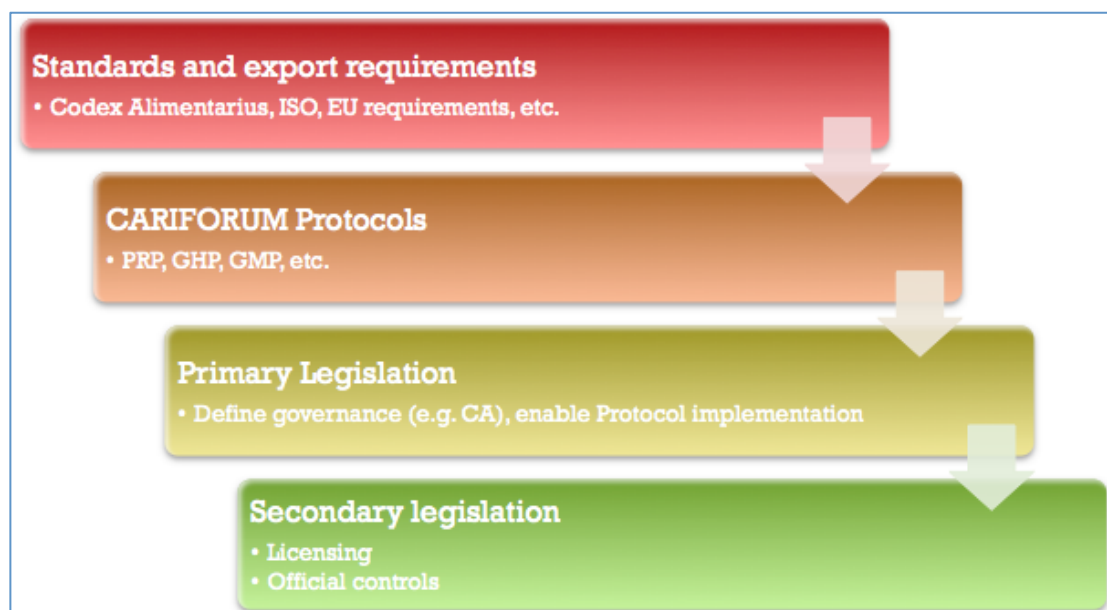 Standards and export requirements
• Codex Alimentarius, ISO, EU requirements, etc.
CARIFORUM Protocols
• PRP, GHP, GMP, etc.
Primary Legislation
• Define governance (e.g. CA), enable Protocol implementation
Secondary legislation
• Licensing
• Official controls